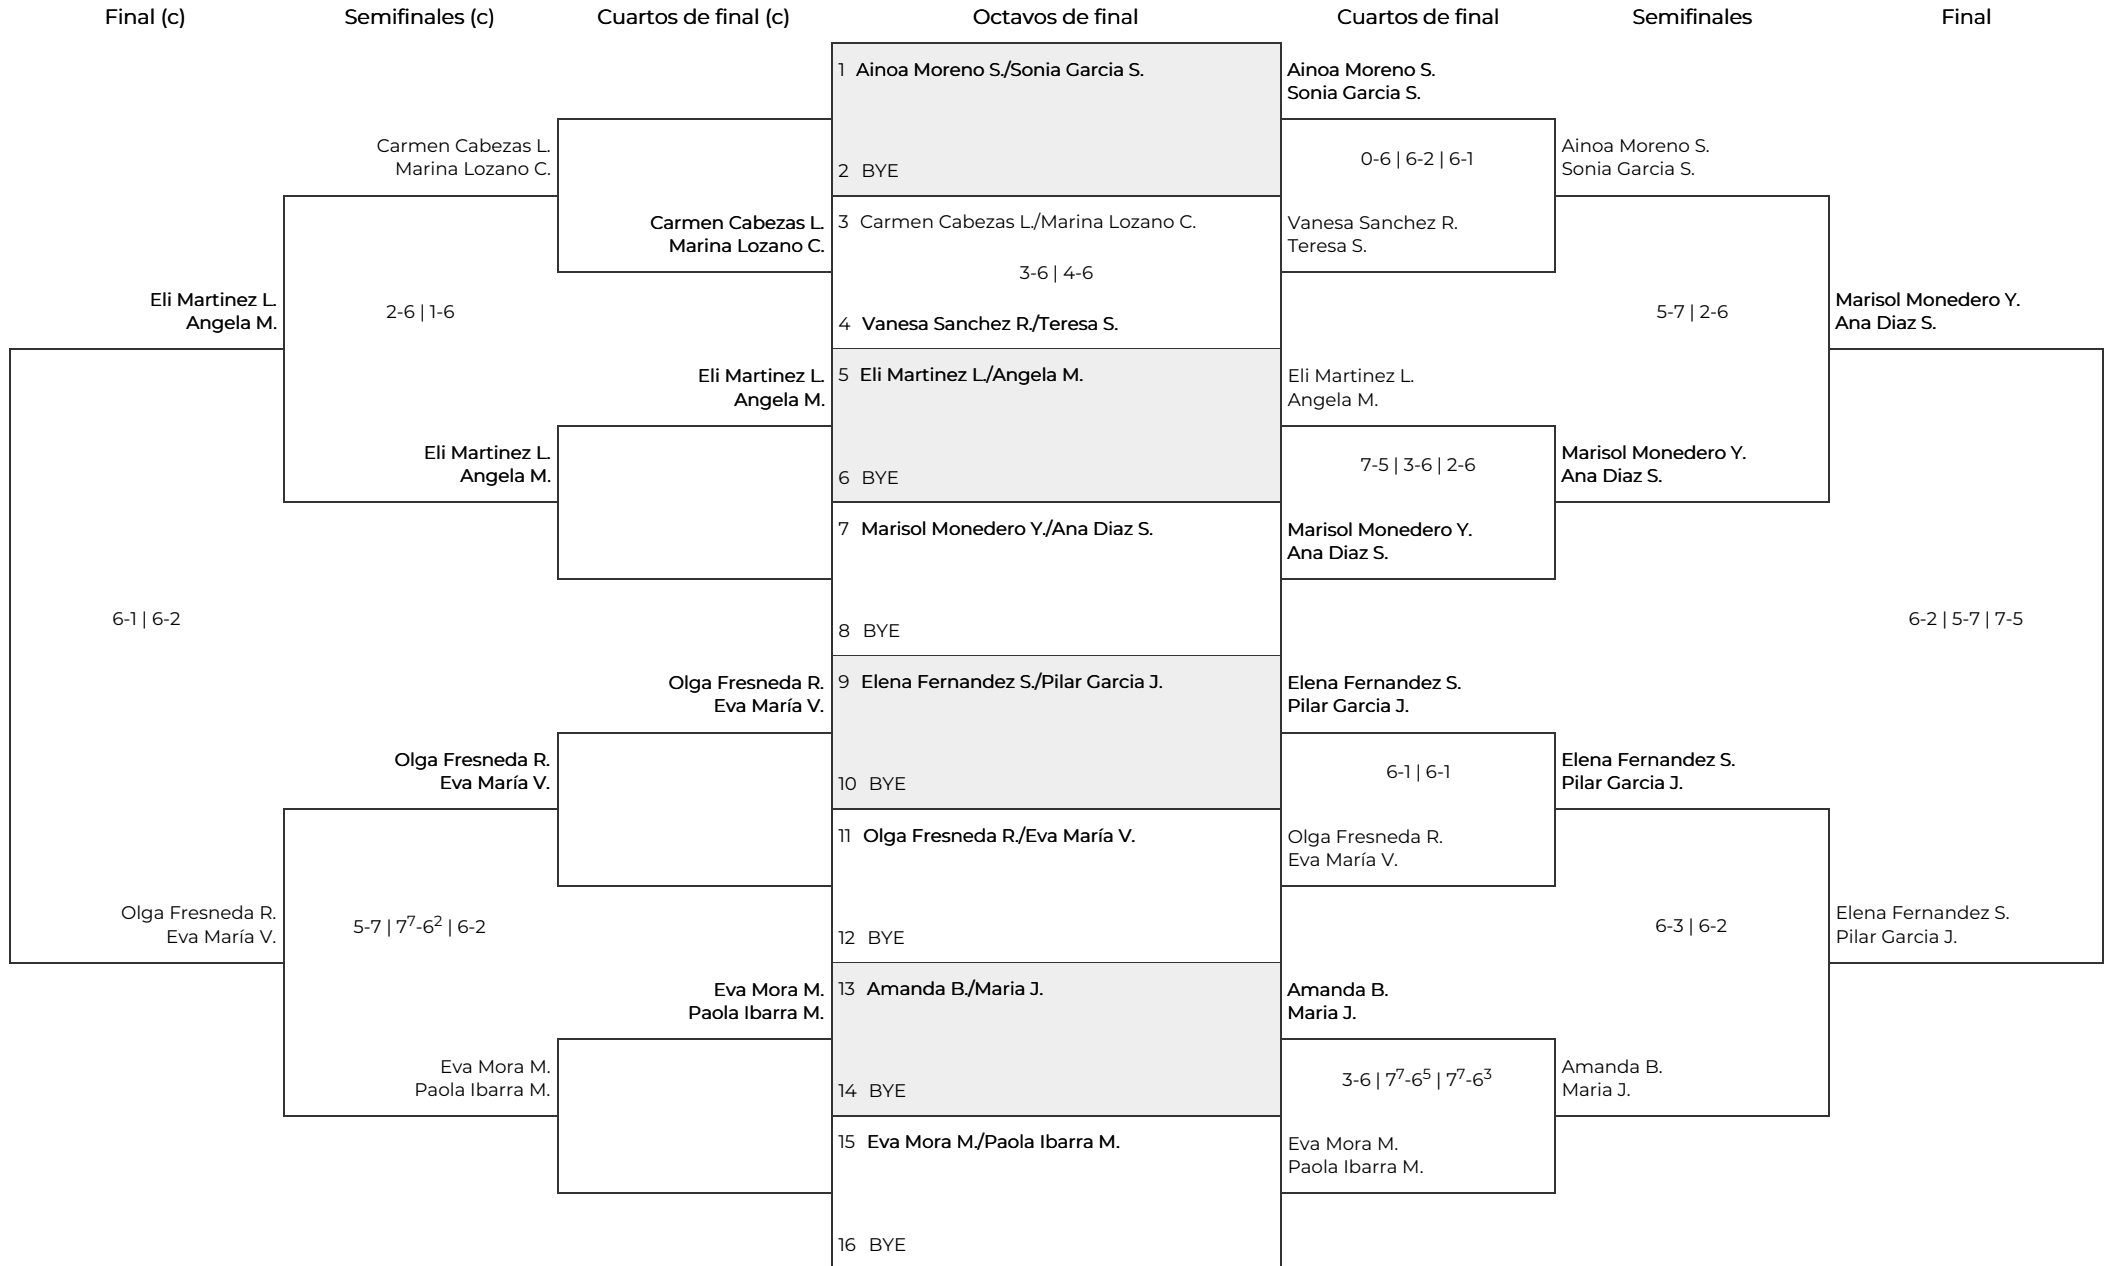 Final (c)
Semifinales (c)
Cuartos de final (c)
Octavos de final
Cuartos de final
Semifinales
Final
Eli Martinez L.
Angela M.
6-1 | 6-2
Olga Fresneda R.
Eva María V.
Carmen Cabezas L.
Marina Lozano C.
2-6 | 1-6
Eli Martinez L.
Angela M.
Olga Fresneda R.
Eva María V.
5-7 | 7⁷-6² | 6-2
Eva Mora M.
Paola Ibarra M.
Carmen Cabezas L.
Marina Lozano C.
Eli Martinez L.
Angela M.
Olga Fresneda R.
Eva María V.
Eva Mora M.
Paola Ibarra M.
1 Ainoa Moreno S./Sonia Garcia S.
2 BYE
3 Carmen Cabezas L./Marina Lozano C.
3-6 | 4-6
4 Vanesa Sanchez R./Teresa S.
5 Eli Martinez L./Angela M.
6 BYE
7 Marisol Monedero Y./Ana Diaz S.
8 BYE
9 Elena Fernandez S./Pilar Garcia J.
10 BYE
11 Olga Fresneda R./Eva María V.
12 BYE
13 Amanda B./Maria J.
14 BYE
15 Eva Mora M./Paola Ibarra M.
16 BYE
Ainoa Moreno S.
Sonia Garcia S.
0-6 | 6-2 | 6-1
Vanesa Sanchez R.
Teresa S.
Eli Martinez L.
Angela M.
7-5 | 3-6 | 2-6
Marisol Monedero Y.
Ana Diaz S.
Elena Fernandez S.
Pilar Garcia J.
6-1 | 6-1
Olga Fresneda R.
Eva María V.
Amanda B.
Maria J.
3-6 | 7⁷-6⁵ | 7⁷-6³
Eva Mora M.
Paola Ibarra M.
Ainoa Moreno S.
Sonia Garcia S.
5-7 | 2-6
Marisol Monedero Y.
Ana Diaz S.
Elena Fernandez S.
Pilar Garcia J.
6-3 | 6-2
Amanda B.
Maria J.
Marisol Monedero Y.
Ana Diaz S.
6-2 | 5-7 | 7-5
Elena Fernandez S.
Pilar Garcia J.